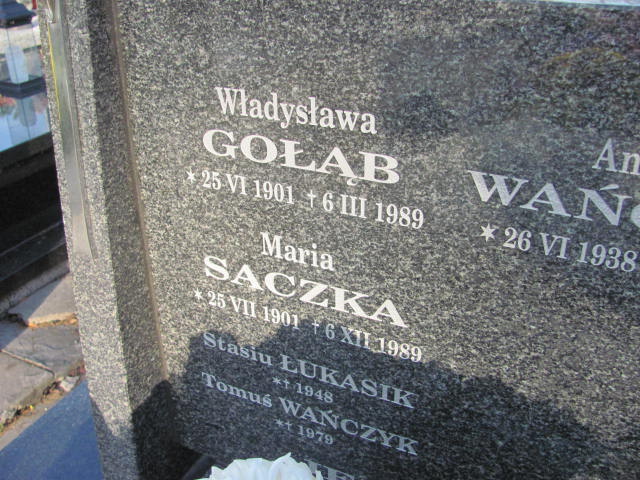 Władysława
GOŁĄB
* 25 VI 1901 † 6 III 1989
Maria
SACZKA
* 25 VII 1901 † 6 XII 1989
Stasiu ŁUKASIK
*† 1948
Tomuś WAŃCZYK
*† 1979
* 26 VI 1938